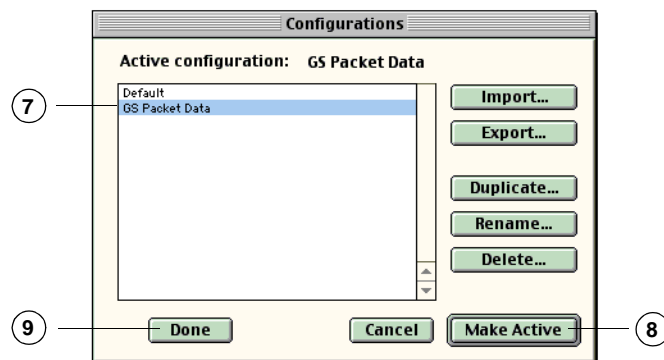 Configurations
Active configuration: GS Packet Data
7
Default
GS Packet Data
Import...
Export...
Duplicate...
Rename...
Delete...
9
Done
Cancel
Make Active
8